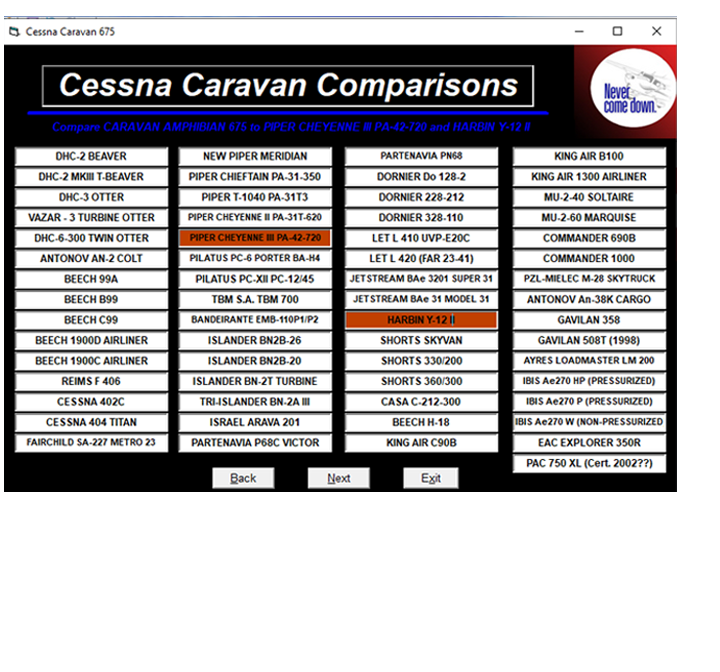 Cessna Caravan 675
Cessna Caravan Comparisons
Never
come down.
Compare CARAVAN AMPHIBIAN 675 to PIPER CHEYENNE III PA-42-720 and HARBIN Y-12 II
DHC-2 BEAVER
DHC-2 MKIII T-BEAVER
DHC-3 OTTER
VAZAR - 3 TURBINE OTTER
DHC-6-300 TWIN OTTER
ANTONOV AN-2 COLT
BEECH 99A
BEECH B99
BEECH C99
BEECH 1900D AIRLINER
BEECH 1900C AIRLINER
REIMS F 406
CESSNA 402C
CESSNA 404 TITAN
FAIRCHILD SA-227 METRO 23
NEW PIPER MERIDIAN
PIPER CHIEFTAIN PA-31-350
PIPER T-1040 PA-31T3
PIPER CHEYENNE II PA-31T-620
PIPER CHEYENNE III PA-42-720
PILATUS PC-6 PORTER BA-H4
PILATUS PC-XII PC-12/45
TBM S.A. TBM 700
BANDEIRANTE EMB-110P1/P2
ISLANDER BN2B-26
ISLANDER BN2B-20
ISLANDER BN-2T TURBINE
TRI-ISLANDER BN-2A III
ISRAEL ARAVA 201
PARTENAVIA P68C VICTOR
PARTENAVIA PN68
DORNIER Do 128-2
DORNIER 228-212
DORNIER 328-110
LET L 410 UVP-E20C
LET L 420 (FAR 23-41)
JETSTREAM BAe 3201 SUPER 31
JETSTREAM BAe 31 MODEL 31
HARBIN Y-12 II
SHORTS SKYVAN
SHORTS 330/200
SHORTS 360/300
CASA C-212-300
BEECH H-18
KING AIR C90B
KING AIR B100
KING AIR 1300 AIRLINER
MU-2-40 SOLTAIRE
MU-2-60 MARQUISE
COMMANDER 690B
COMMANDER 1000
PZL-MIELEC M-28 SKYTRUCK
ANTONOV An-38K CARGO
GAVILAN 358
GAVILAN 508T (1998)
AYRES LOADMASTER LM 200
IBIS Ae270 HP (PRESSURIZED)
IBIS Ae270 P (PRESSURIZED)
IBIS Ae270 W (NON-PRESSURIZED
EAC EXPLORER 350R
PAC 750 XL (Cert. 2002??)
Back
Next
Exit